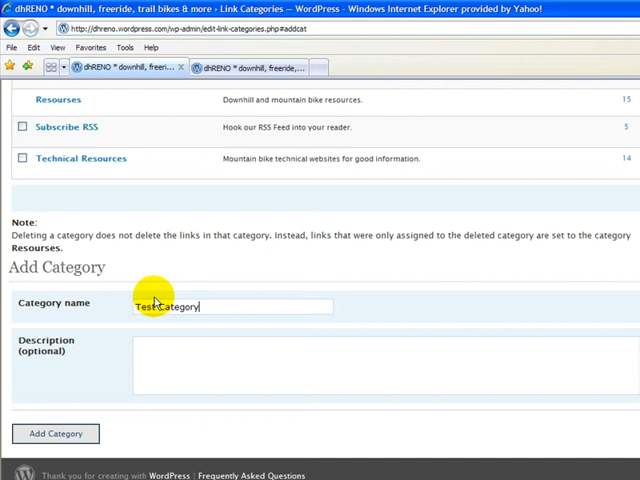 dhRENO * downhill, freeride, trail bikes & more › Link Categories — WordPress - Windows Internet Explorer provided by Yahoo!
http://dhreno.wordpress.com/wp-admin/edit-link-categories.php#addcat
File Edit View Favorites Tools Help
dhRENO * downhill, freeri... x dhRENO * downhill, freeride,...
Resourses Downhill and mountain bike resources. 15
Subscribe RSS Hook our RSS Feed into your reader. 5
Technical Resources Mountain bike technical websites for good information. 14
Note:
Deleting a category does not delete the links in that category. Instead, links that were only assigned to the deleted category are set to the category
Resourses.
Add Category
Category name Test Category
Description
(optional)
Add Category
Thank you for creating with WordPress | Frequently Asked Questions